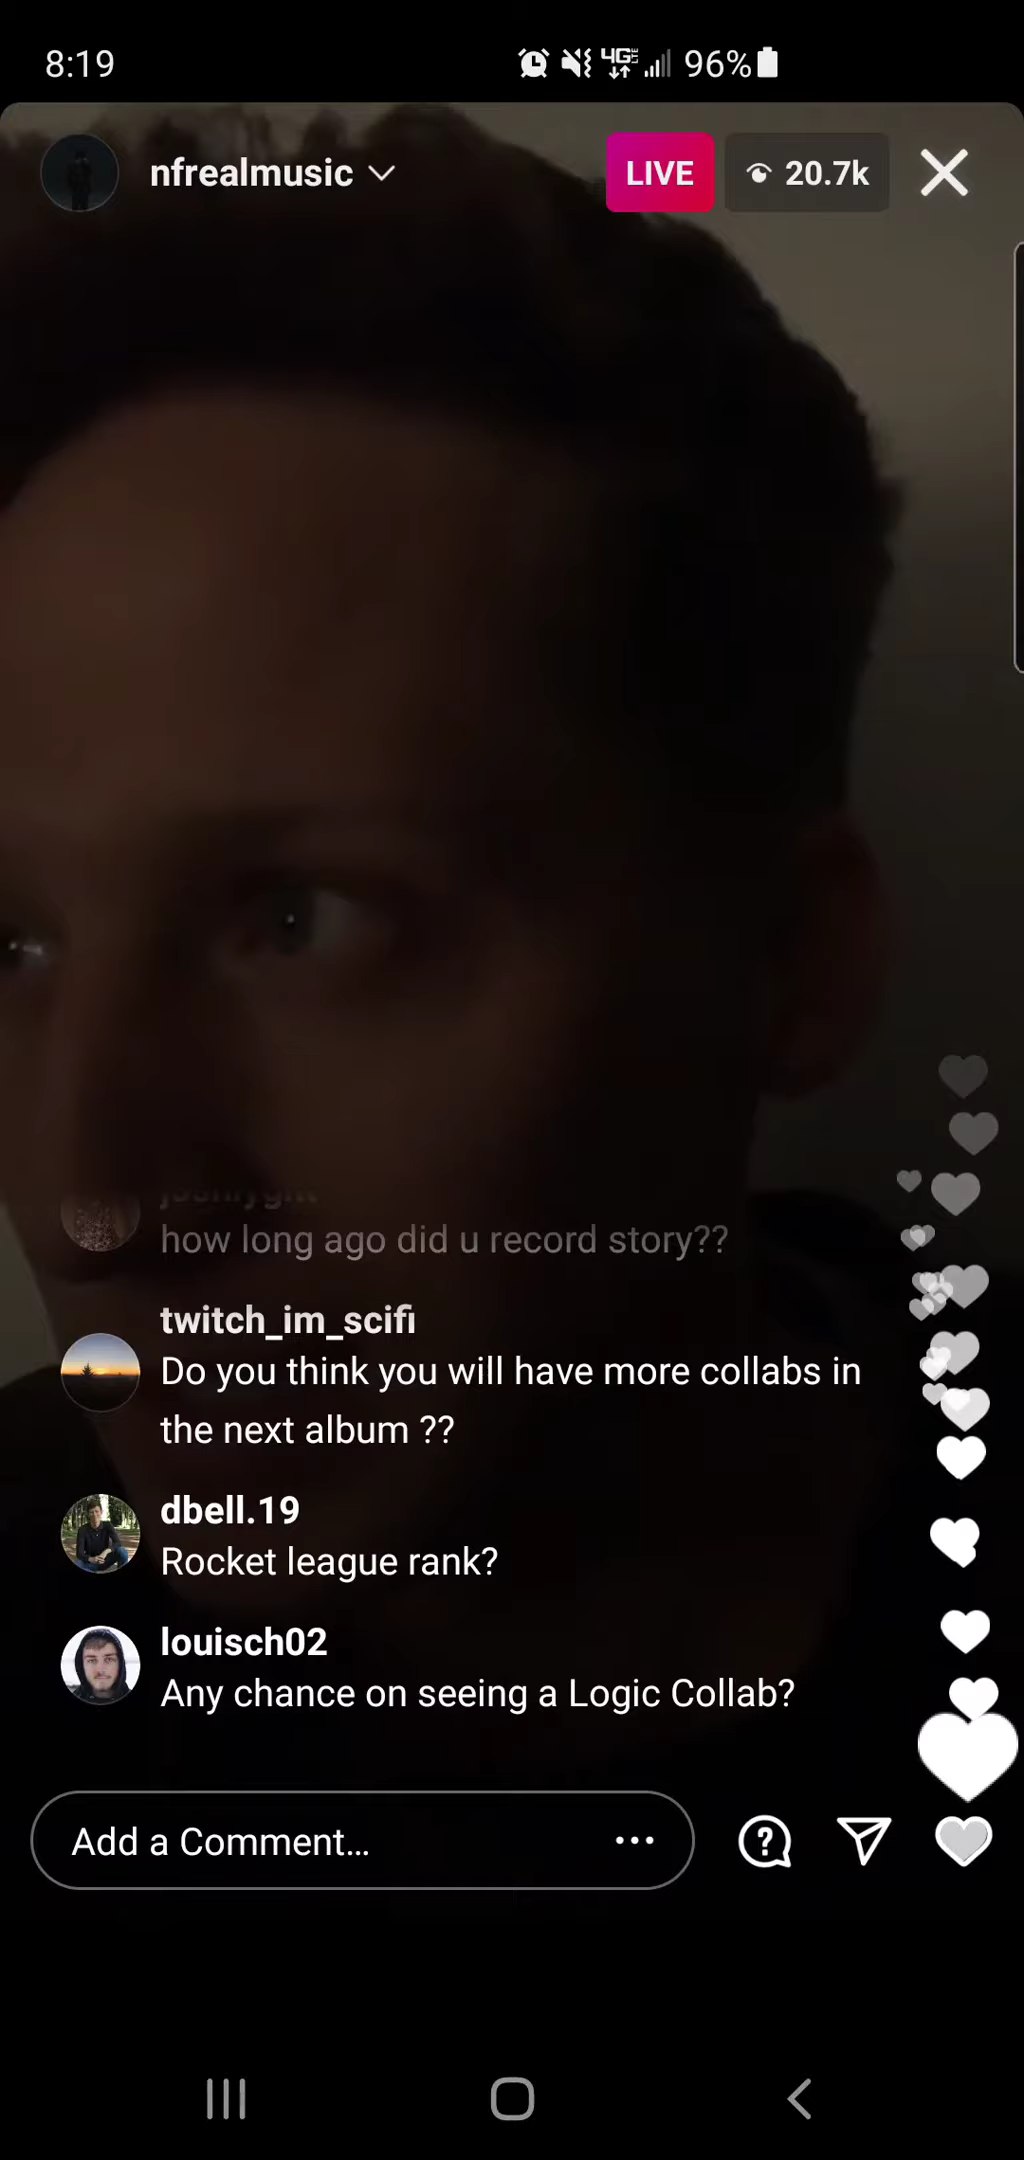 8:19
4G LTE 96%
nfrealmusic LIVE 20.7k
how long ago did u record story??
twitch_im_scifi
Do you think you will have more collabs in
the next album ??
dbell.19
Rocket league rank?
louisch02
Any chance on seeing a Logic Collab?
Add a Comment...